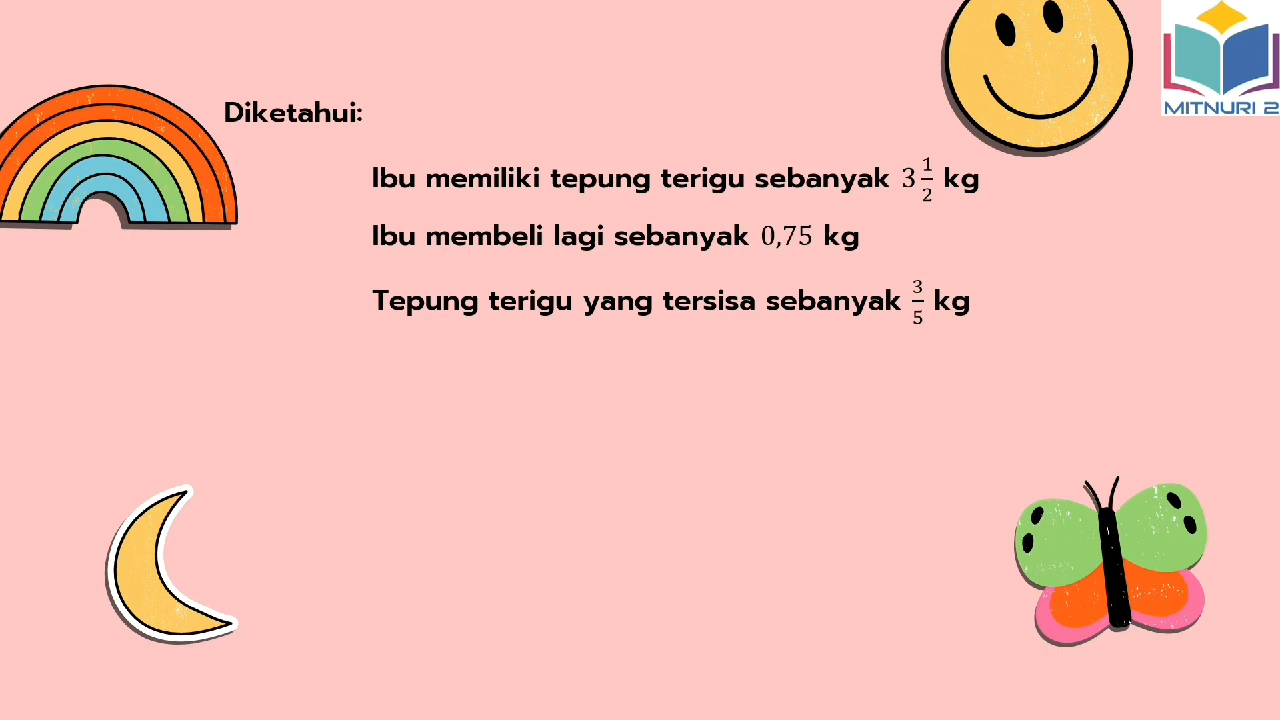 MITNURI 2
Diketahui:
Ibu memiliki tepung terigu sebanyak 3 1/2 kg
Ibu membeli lagi sebanyak 0,75 kg
Tepung terigu yang tersisa sebanyak 3/5 kg